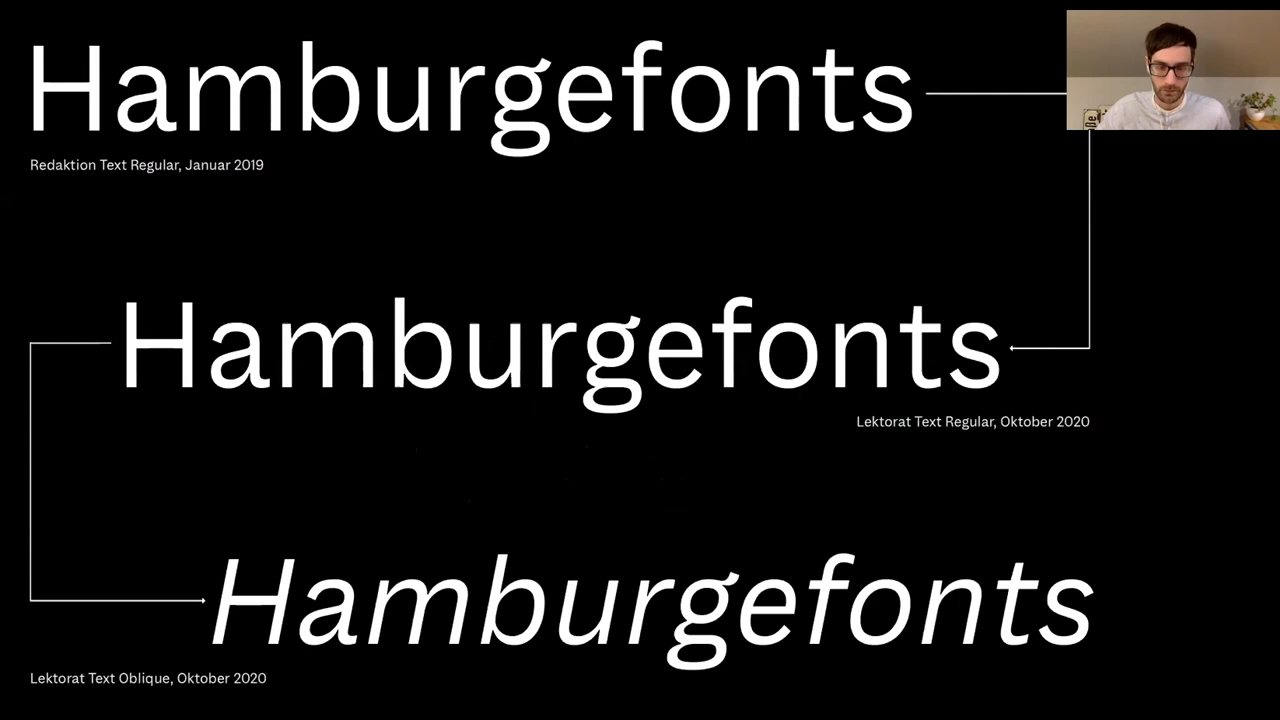 Hamburgefonts
Redaktion Text Regular, Januar 2019
Hamburgefonts
Lektorat Text Regular, Oktober 2020
Hamburgefonts
Lektorat Text Oblique, Oktober 2020